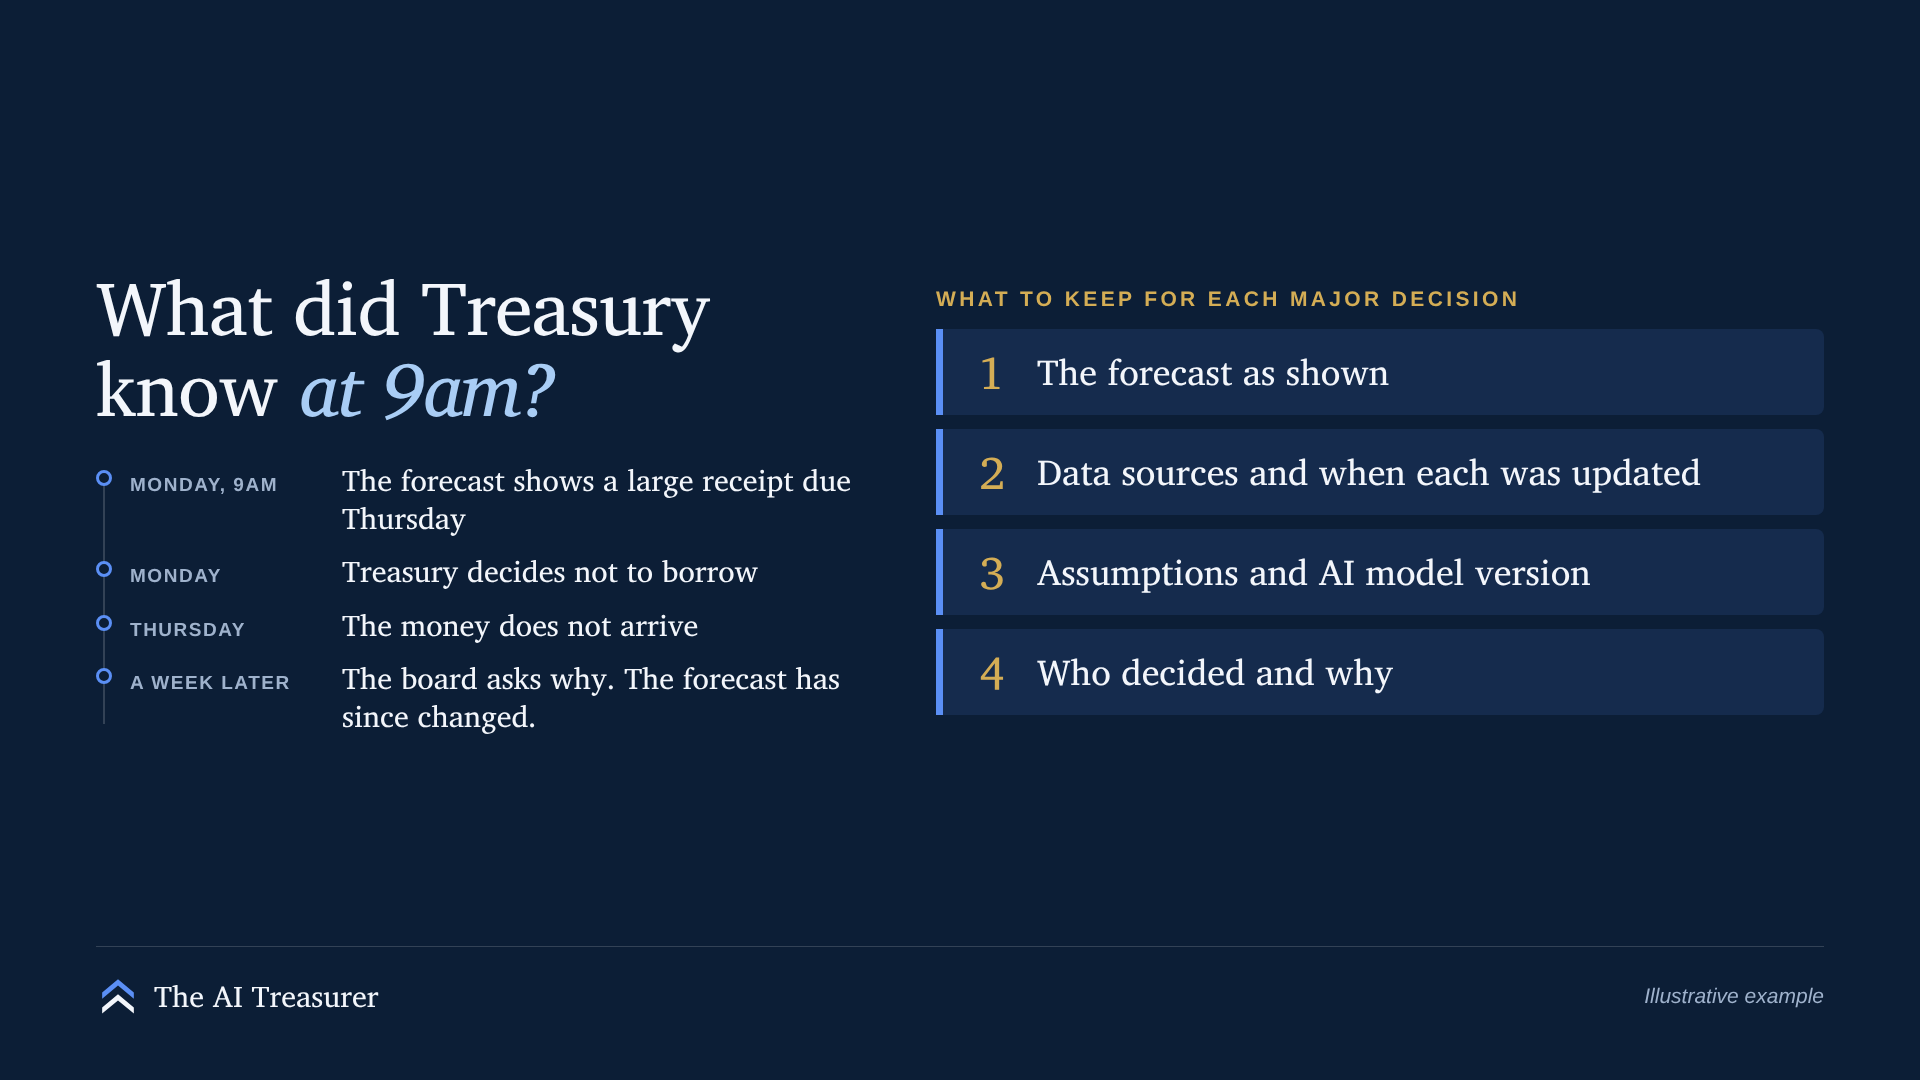 What did Treasury
know at 9am?
MONDAY, 9AM
The forecast shows a large receipt due
Thursday
MONDAY
Treasury decides not to borrow
THURSDAY
The money does not arrive
A WEEK LATER
The board asks why. The forecast has
since changed.
WHAT TO KEEP FOR EACH MAJOR DECISION
1 The forecast as shown
2 Data sources and when each was updated
3 Assumptions and AI model version
4 Who decided and why
The AI Treasurer
Illustrative example